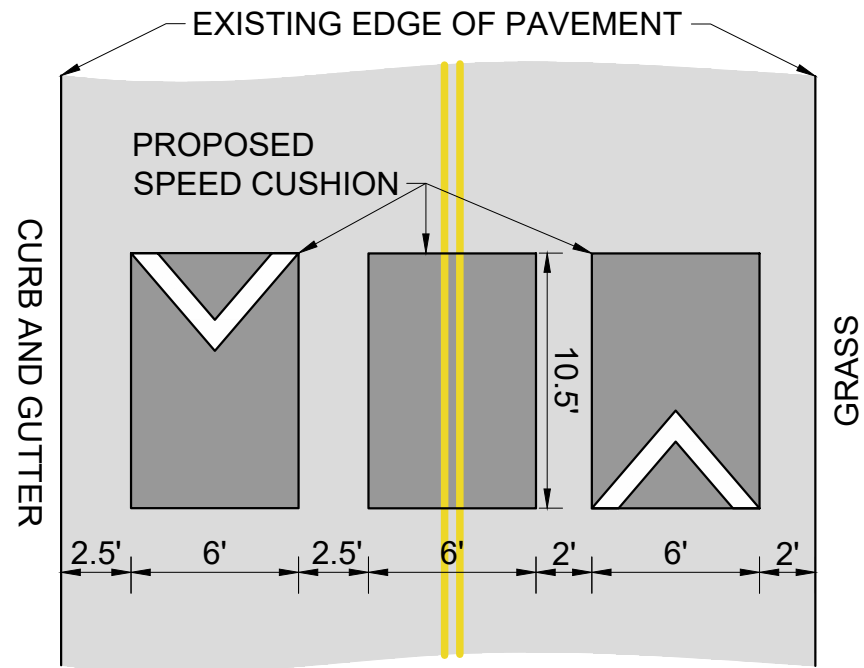 EXISTING EDGE OF PAVEMENT
PROPOSED
SPEED CUSHION
CURB AND GUTTER
10.5'
GRASS
2.5'
6'
2.5'
6'
2'
6'
2'